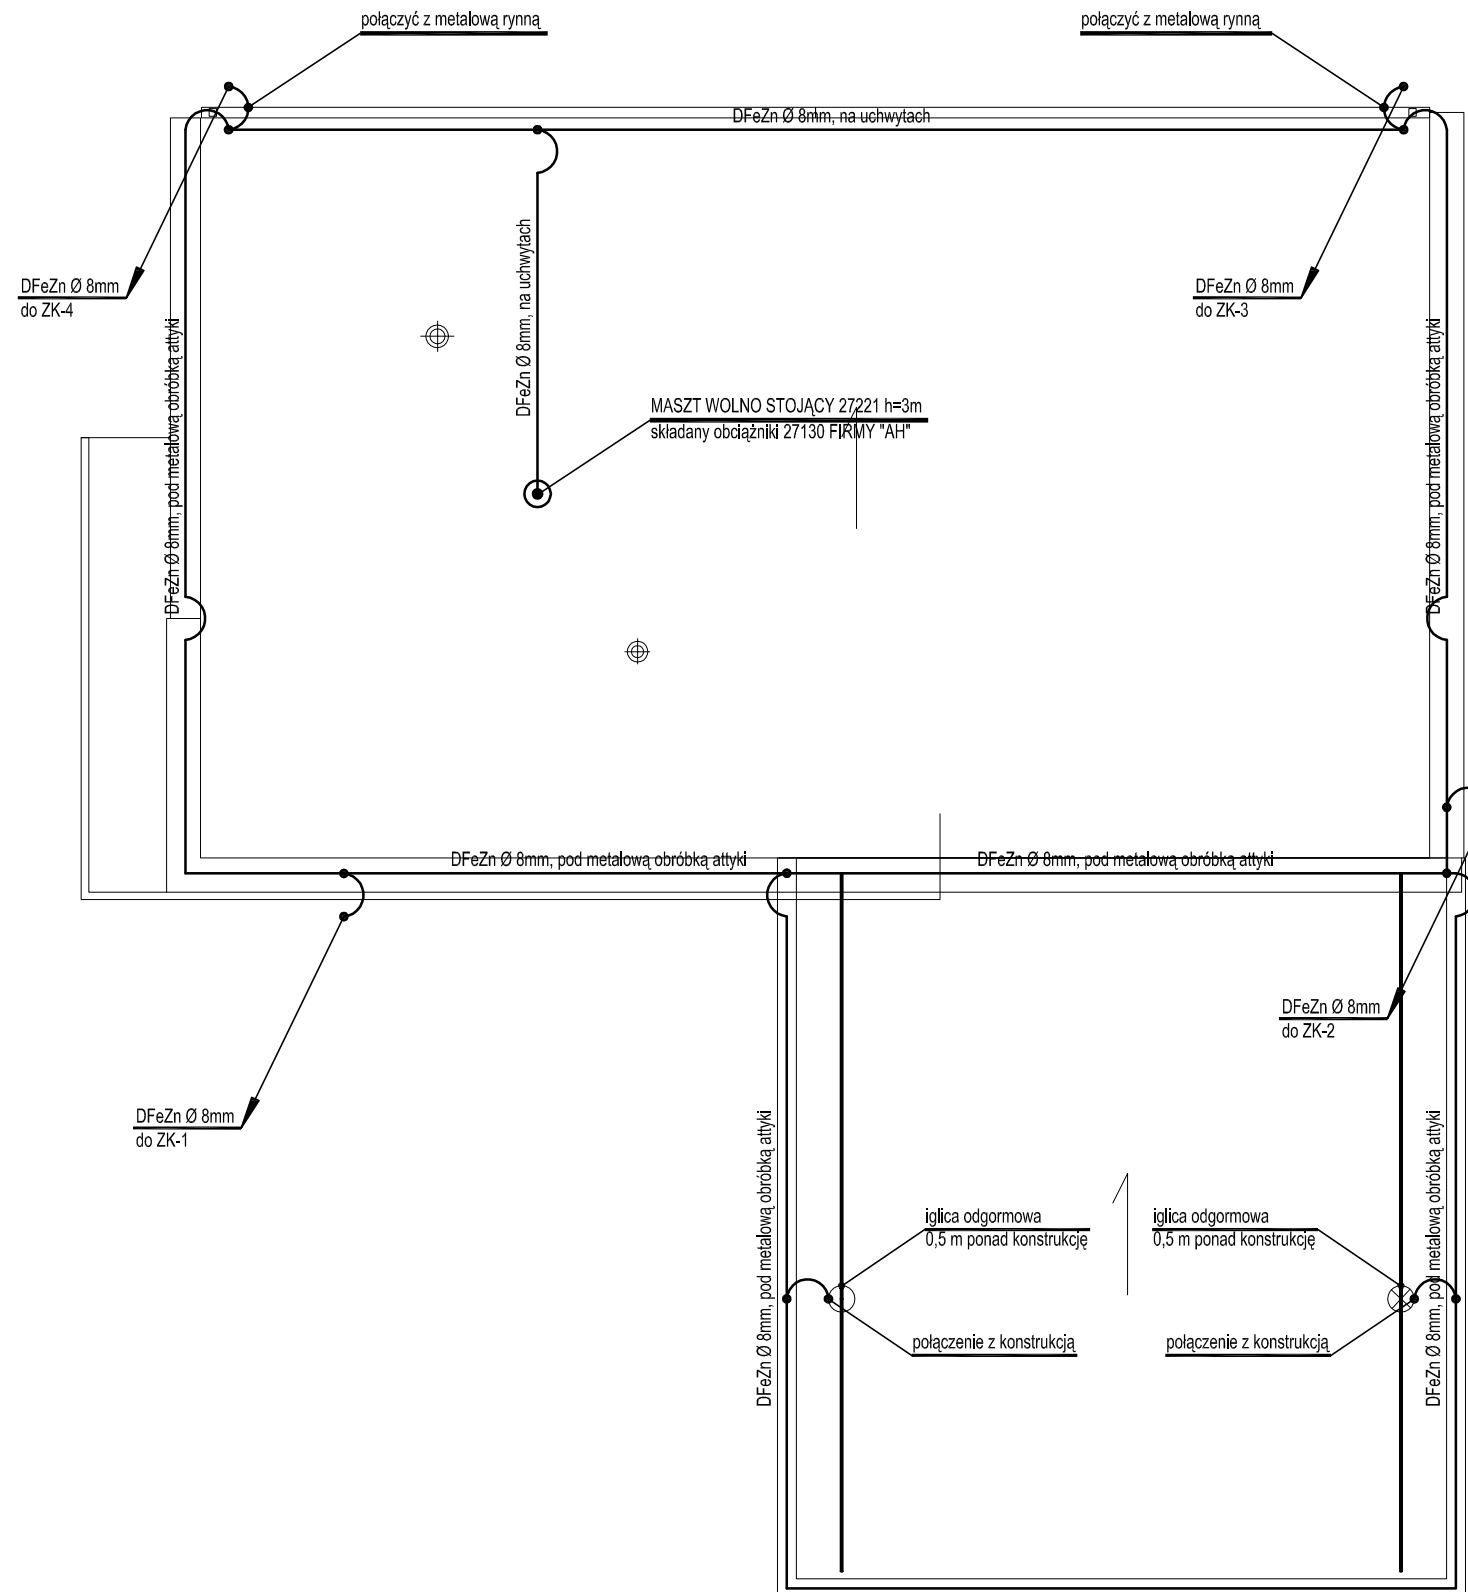 połączyć z metalową rynną
połączyć z metalową rynną
DFeZn Ø 8mm, na uchwytach
DFeZn Ø 8mm
do ZK-4
DFeZn Ø 8mm
do ZK-3
DFeZn Ø 8mm, na uchwytach
DFeZn Ø 8mm, pod metalową obróbką attyki
DFeZn Ø 8mm, pod metalową obróbką attyki
MASZT WOLNO STOJĄCY 27221 h=3m
składany obciążniki 27130 FIRMY "AH"
DFeZn Ø 8mm, pod metalową obróbką attyki
DFeZn Ø 8mm, pod metalową obróbką attyki
DFeZn Ø 8mm
do ZK-2
DFeZn Ø 8mm
do ZK-1
DFeZn Ø 8mm, pod metalową obróbką attyki
DFeZn Ø 8mm, pod metalową obróbką attyki
iglica odgormowa
0,5 m ponad konstrukcję
iglica odgormowa
0,5 m ponad konstrukcję
połączenie z konstrukcją
połączenie z konstrukcją